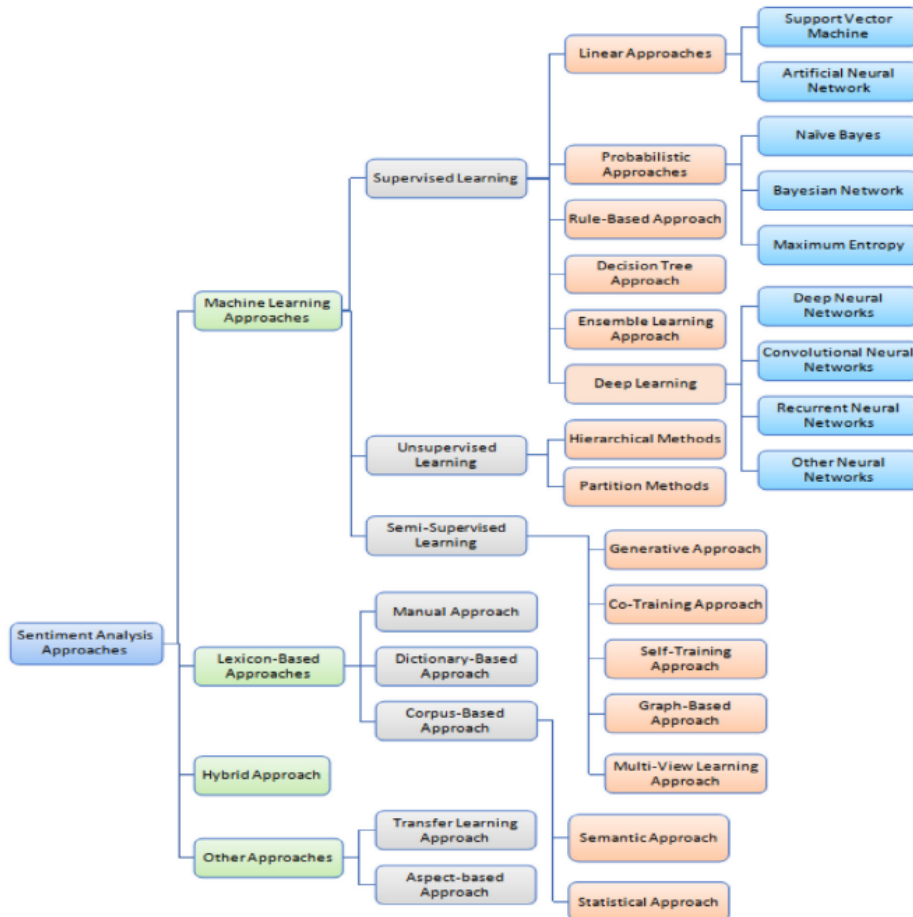 Support Vector
Machine
Linear Approaches
Artificial Neural
Network
Naïve Bayes
Probabilistic
Approaches
Supervised Learning
Bayesian Network
Rule-Based Approach
Maximum Entropy
Decision Tree
Approach
Machine Learning
Approaches
Deep Neural
Networks
Ensemble Learning
Approach
Convolutional Neural
Networks
Deep Learning
Recurrent Neural
Networks
Unsupervised
Learning
Hierarchical Methods
Other Neural
Networks
Partition Methods
Semi-Supervised
Learning
Generative Approach
Manual Approach
Co-Training Approach
Sentiment Analysis
Approaches
Lexicon-Based
Approaches
Dictionary-Based
Approach
Self-Training
Approach
Corpus-Based
Approach
Graph-Based
Approach
Hybrid Approach
Multi-View Learning
Approach
Transfer Learning
Approach
Semantic Approach
Other Approaches
Aspect-based
Approach
Statistical Approach